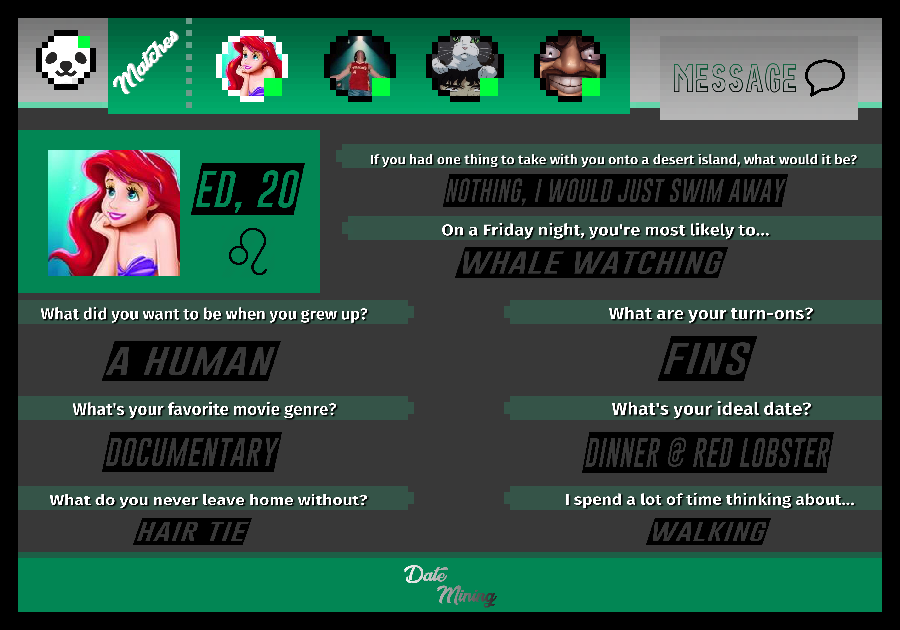 Matches
MESSAGE
ED, 20
If you had one thing to take with you onto a desert island, what would it be?
NOTHING, I WOULD JUST SWIM AWAY
On a Friday night, you're most likely to...
WHALE WATCHING
What did you want to be when you grew up?
A HUMAN
What are your turn-ons?
FINS
What's your favorite movie genre?
DOCUMENTARY
What's your ideal date?
DINNER @ RED LOBSTER
What do you never leave home without?
HAIR TIE
I spend a lot of time thinking about...
WALKING
Date
Mining